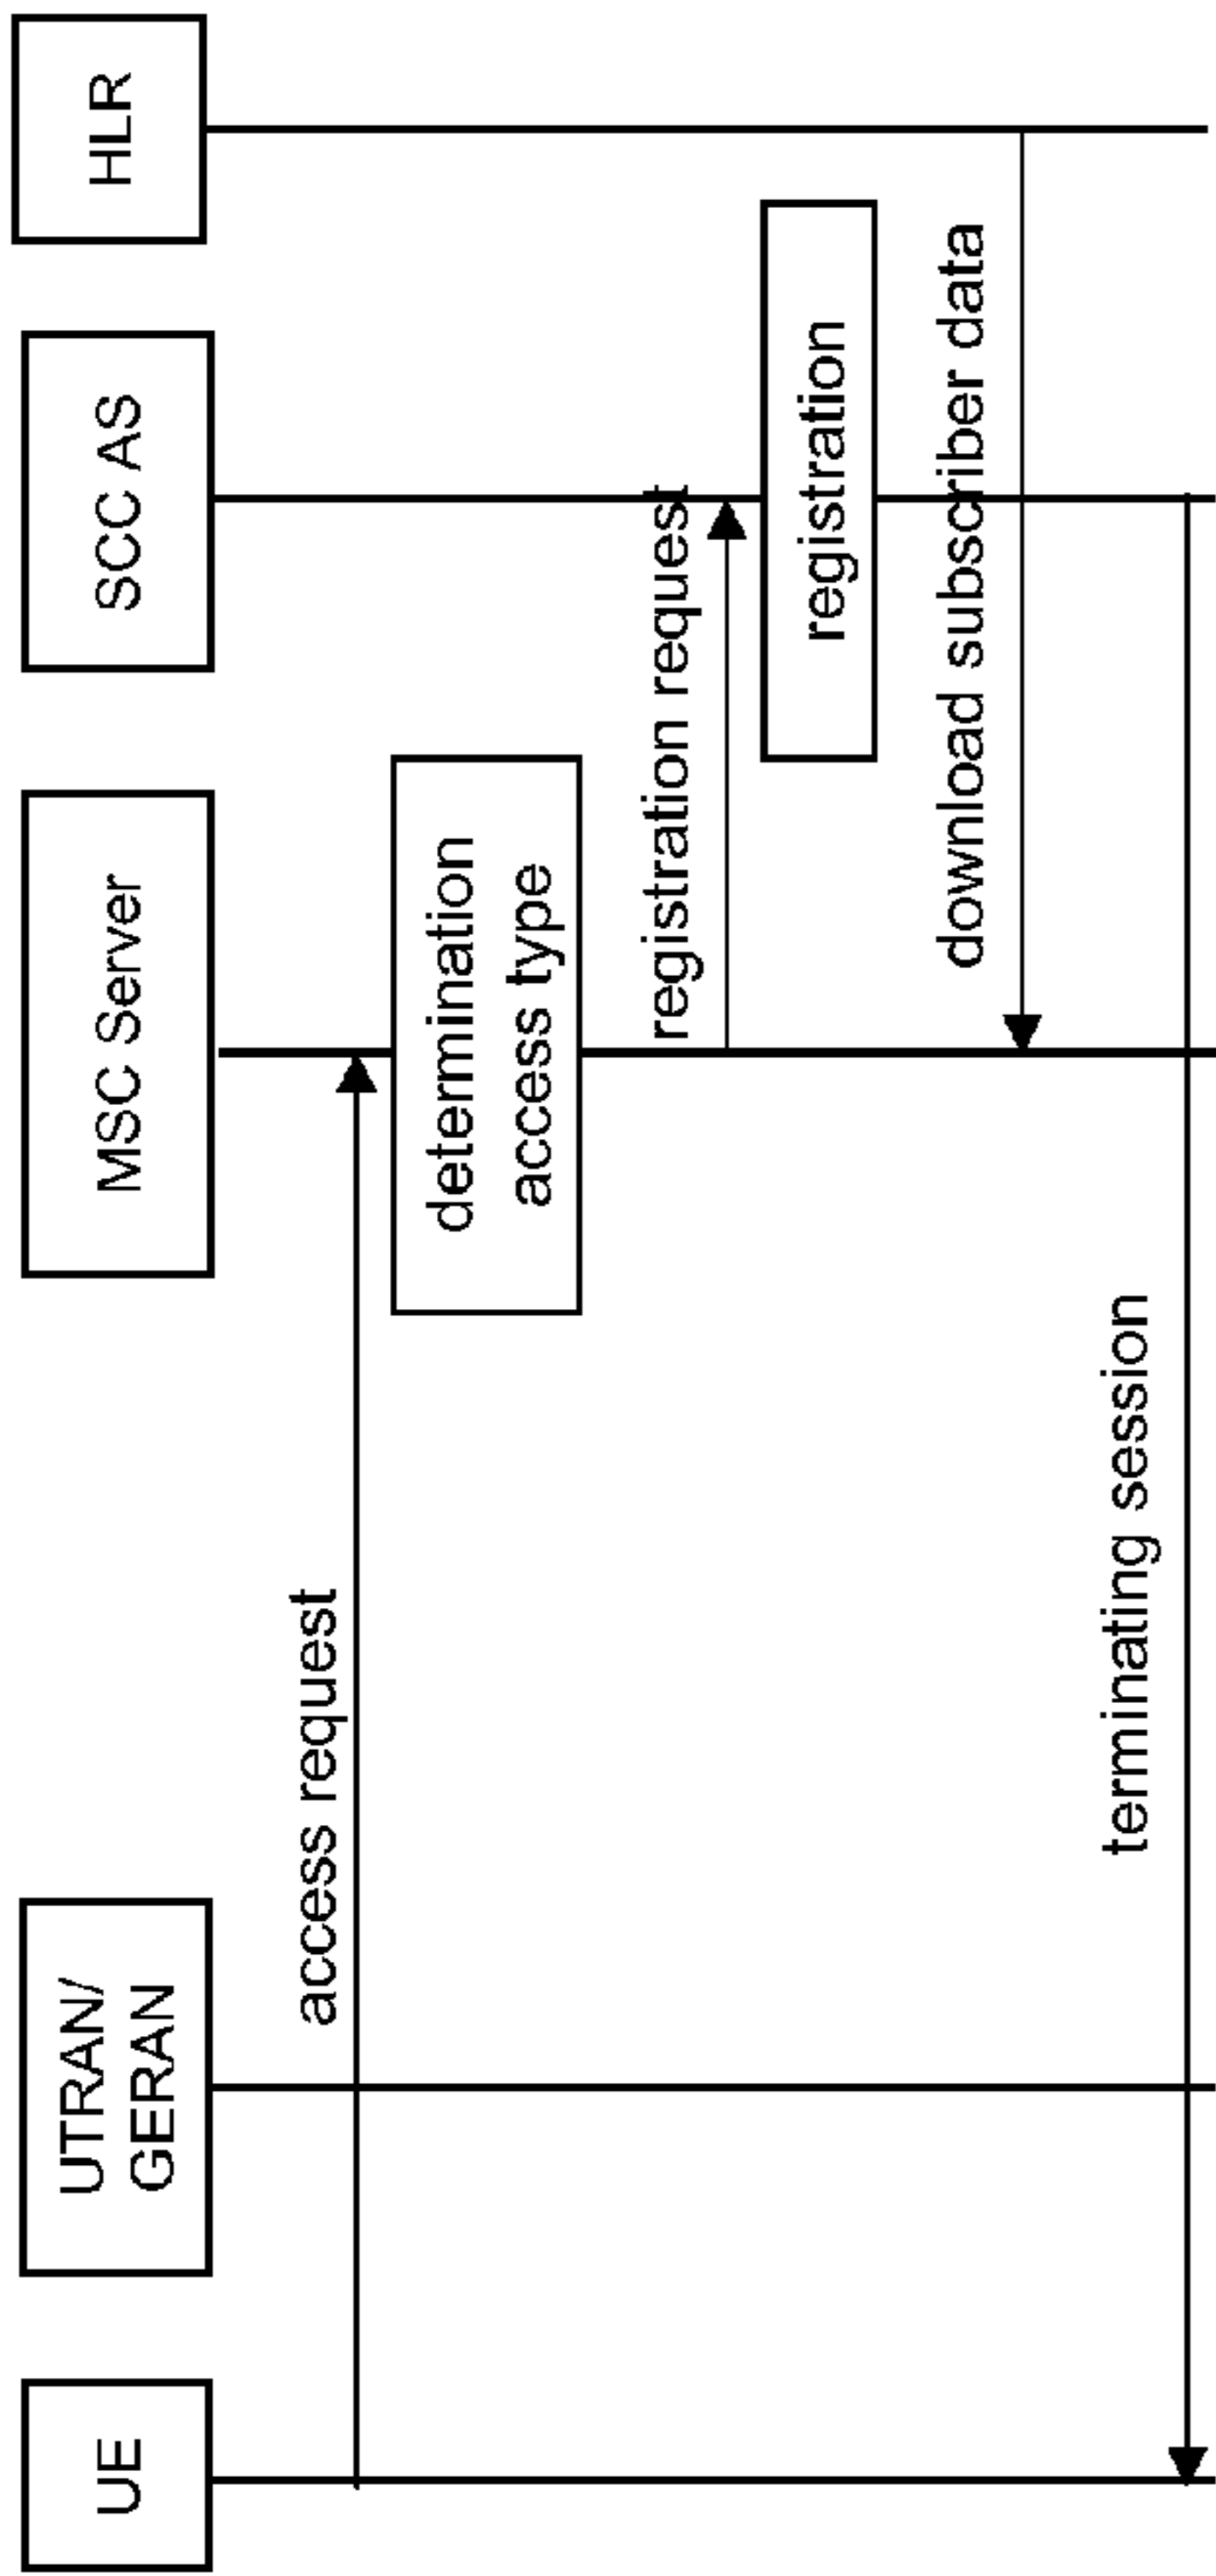 UE
UTRAN/
GERAN
MSC Server
SCC AS
HLR
access request
determination
access type
registration request
registration
download subscriber data
terminating session